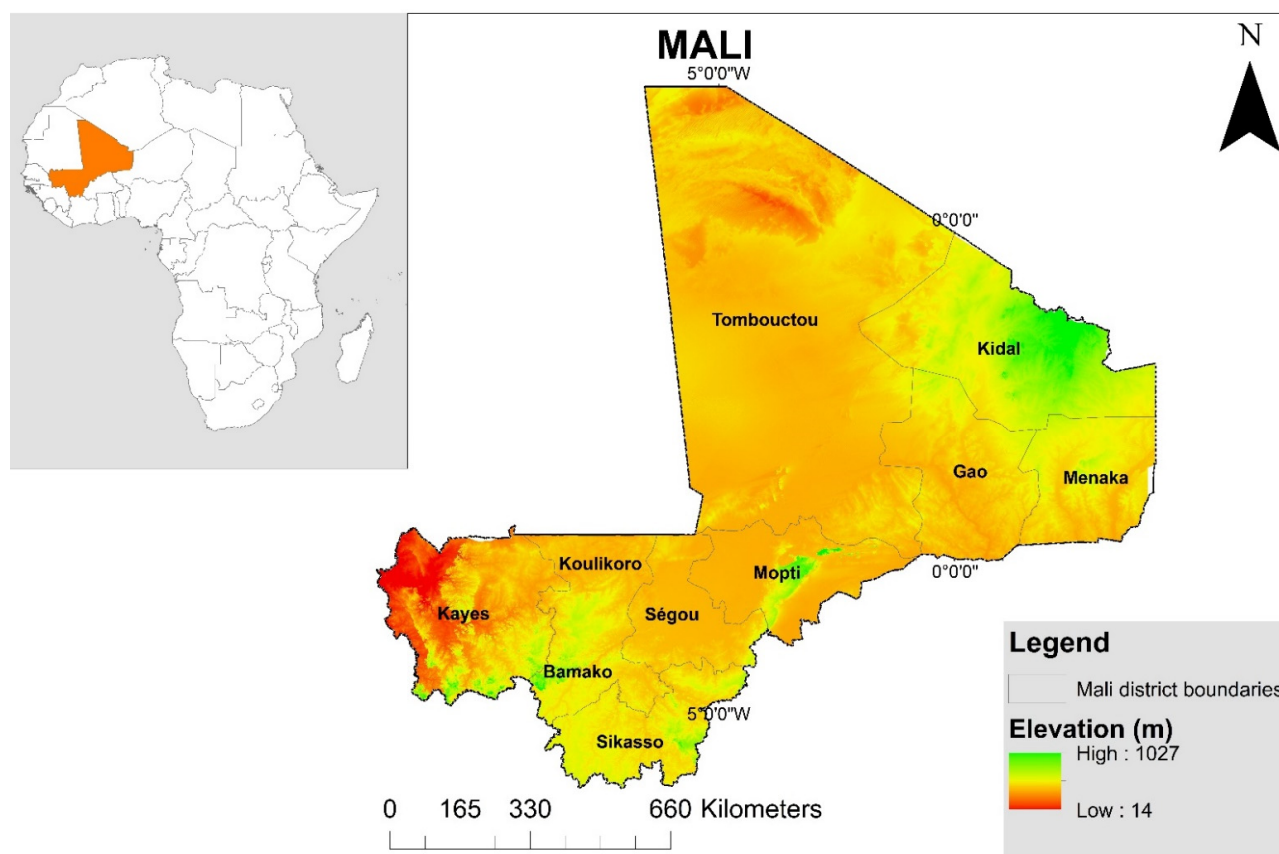 MALI
5°0'0"W
N
0°0'0"
Tombouctou
Kidal
Gao
Menaka
0°0'0"
Koulikoro
Mopti
Kayes
Ségou
Bamako
5°0'0"W
Sikasso
0 165 330 660 Kilometers
Legend
Mali district boundaries
Elevation (m)
High : 1027
Low : 14